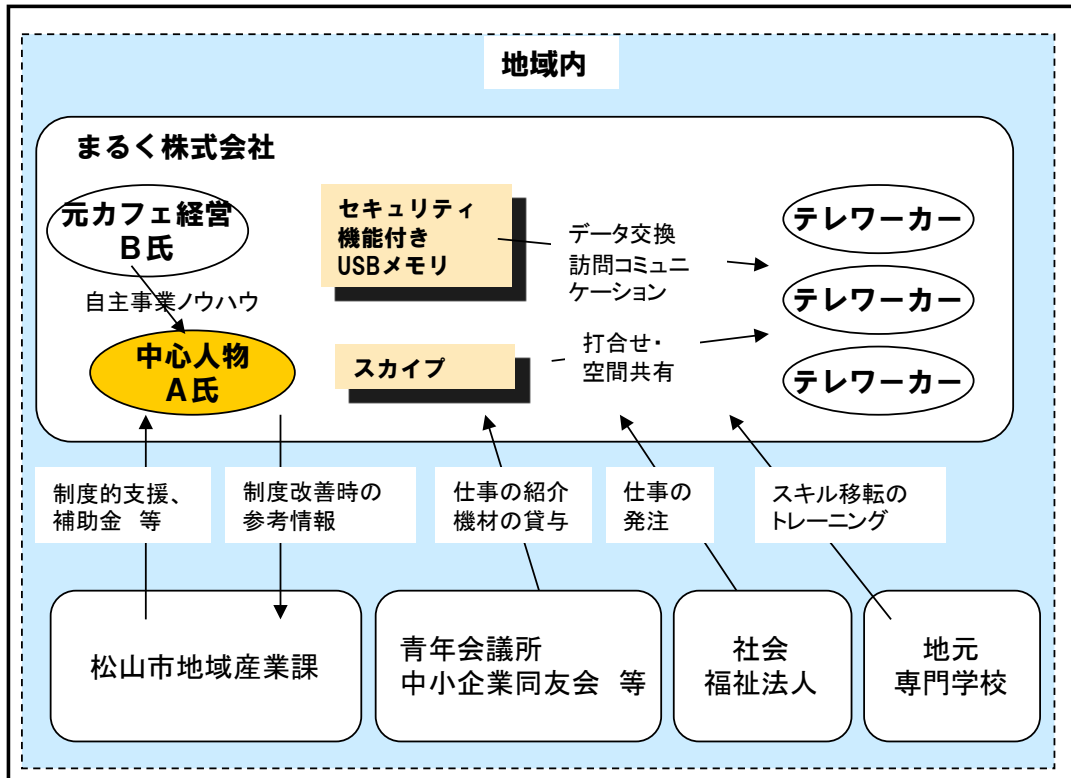 地域内
まるく株式会社
元カフェ経営
B氏
自主事業ノウハウ
中心人物
A氏
セキュリティ
機能付き
USBメモリ
データ交換
訪問コミュニ
ケーション
スカイプ
打合せ・
空間共有
テレワーカー
テレワーカー
テレワーカー
制度的支援、
補助金　等
制度改善時の
参考情報
仕事の紹介
機材の貸与
仕事の
発注
スキル移転の
トレーニング
松山市地域産業課
青年会議所
中小企業同友会　等
社会
福祉法人
地元
専門学校